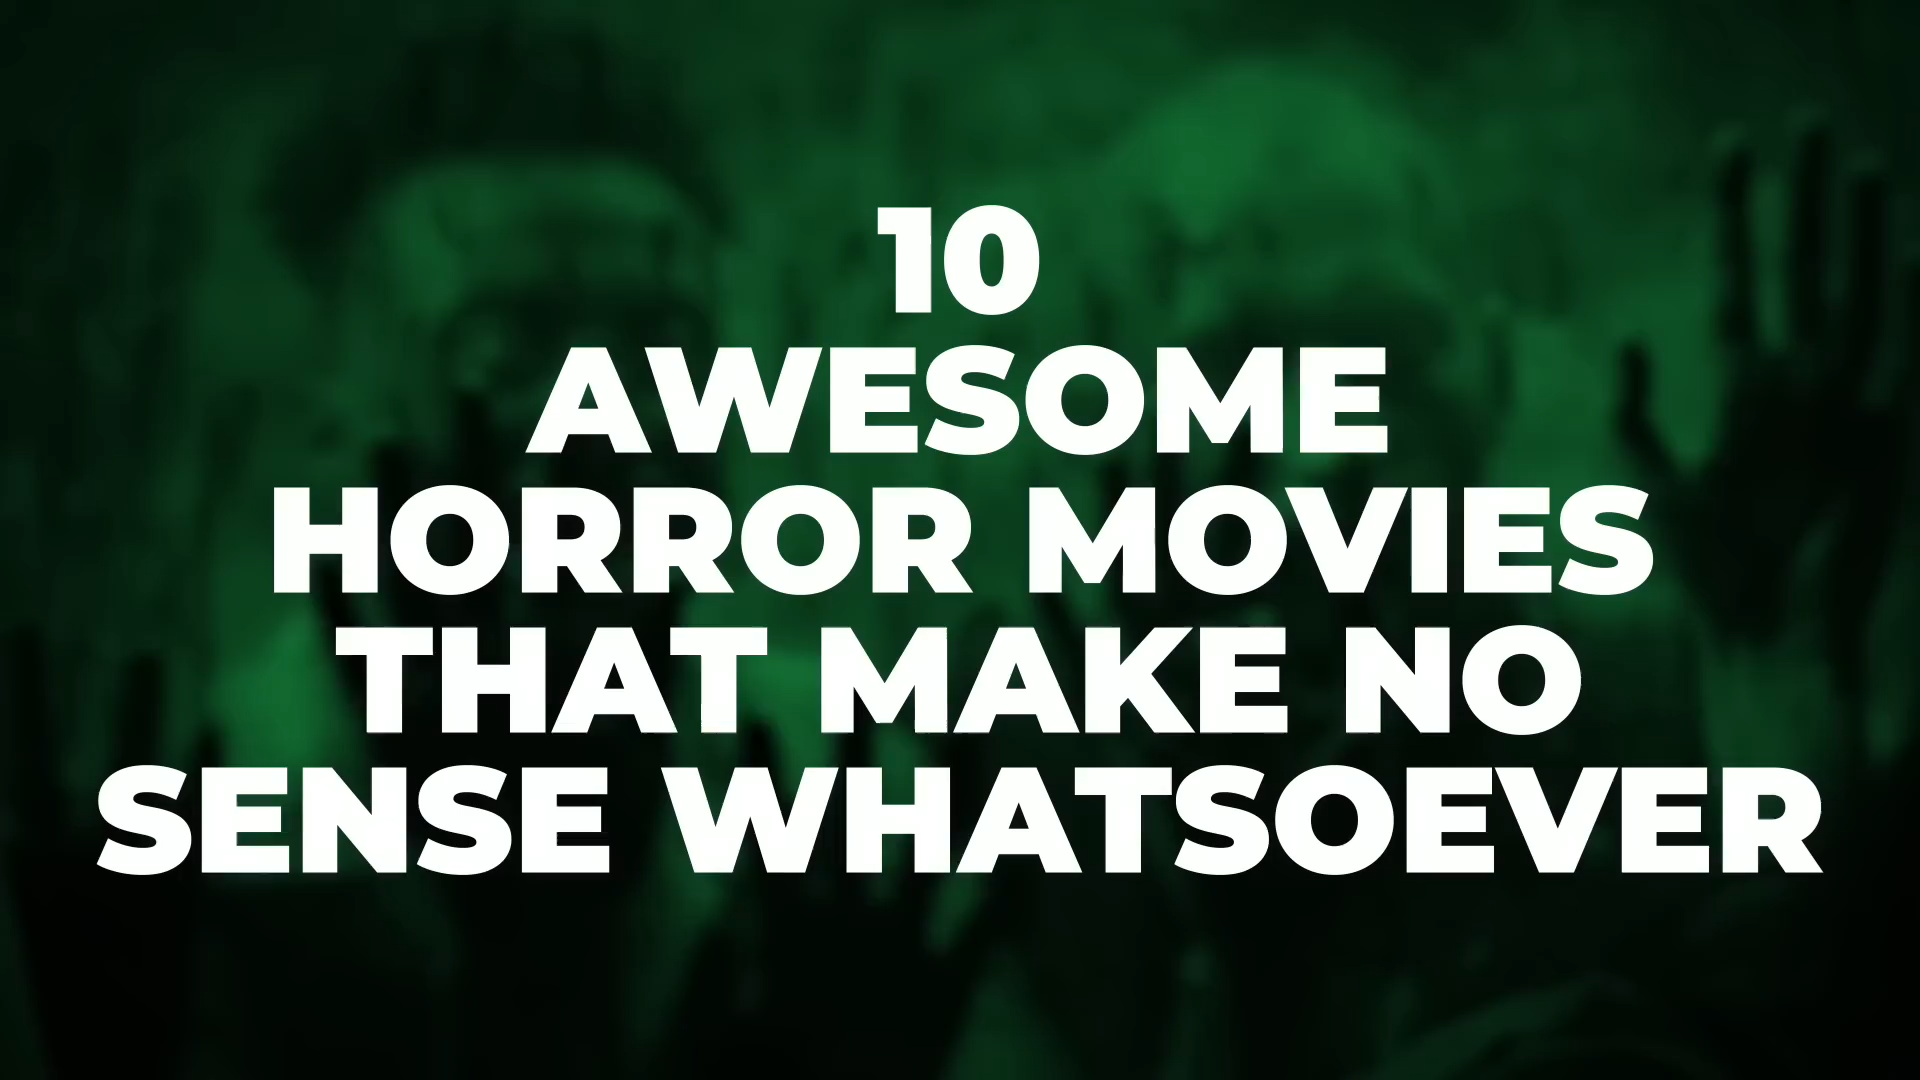 10
AWESOME
HORROR MOVIES
THAT MAKE NO
SENSE WHATSOEVER